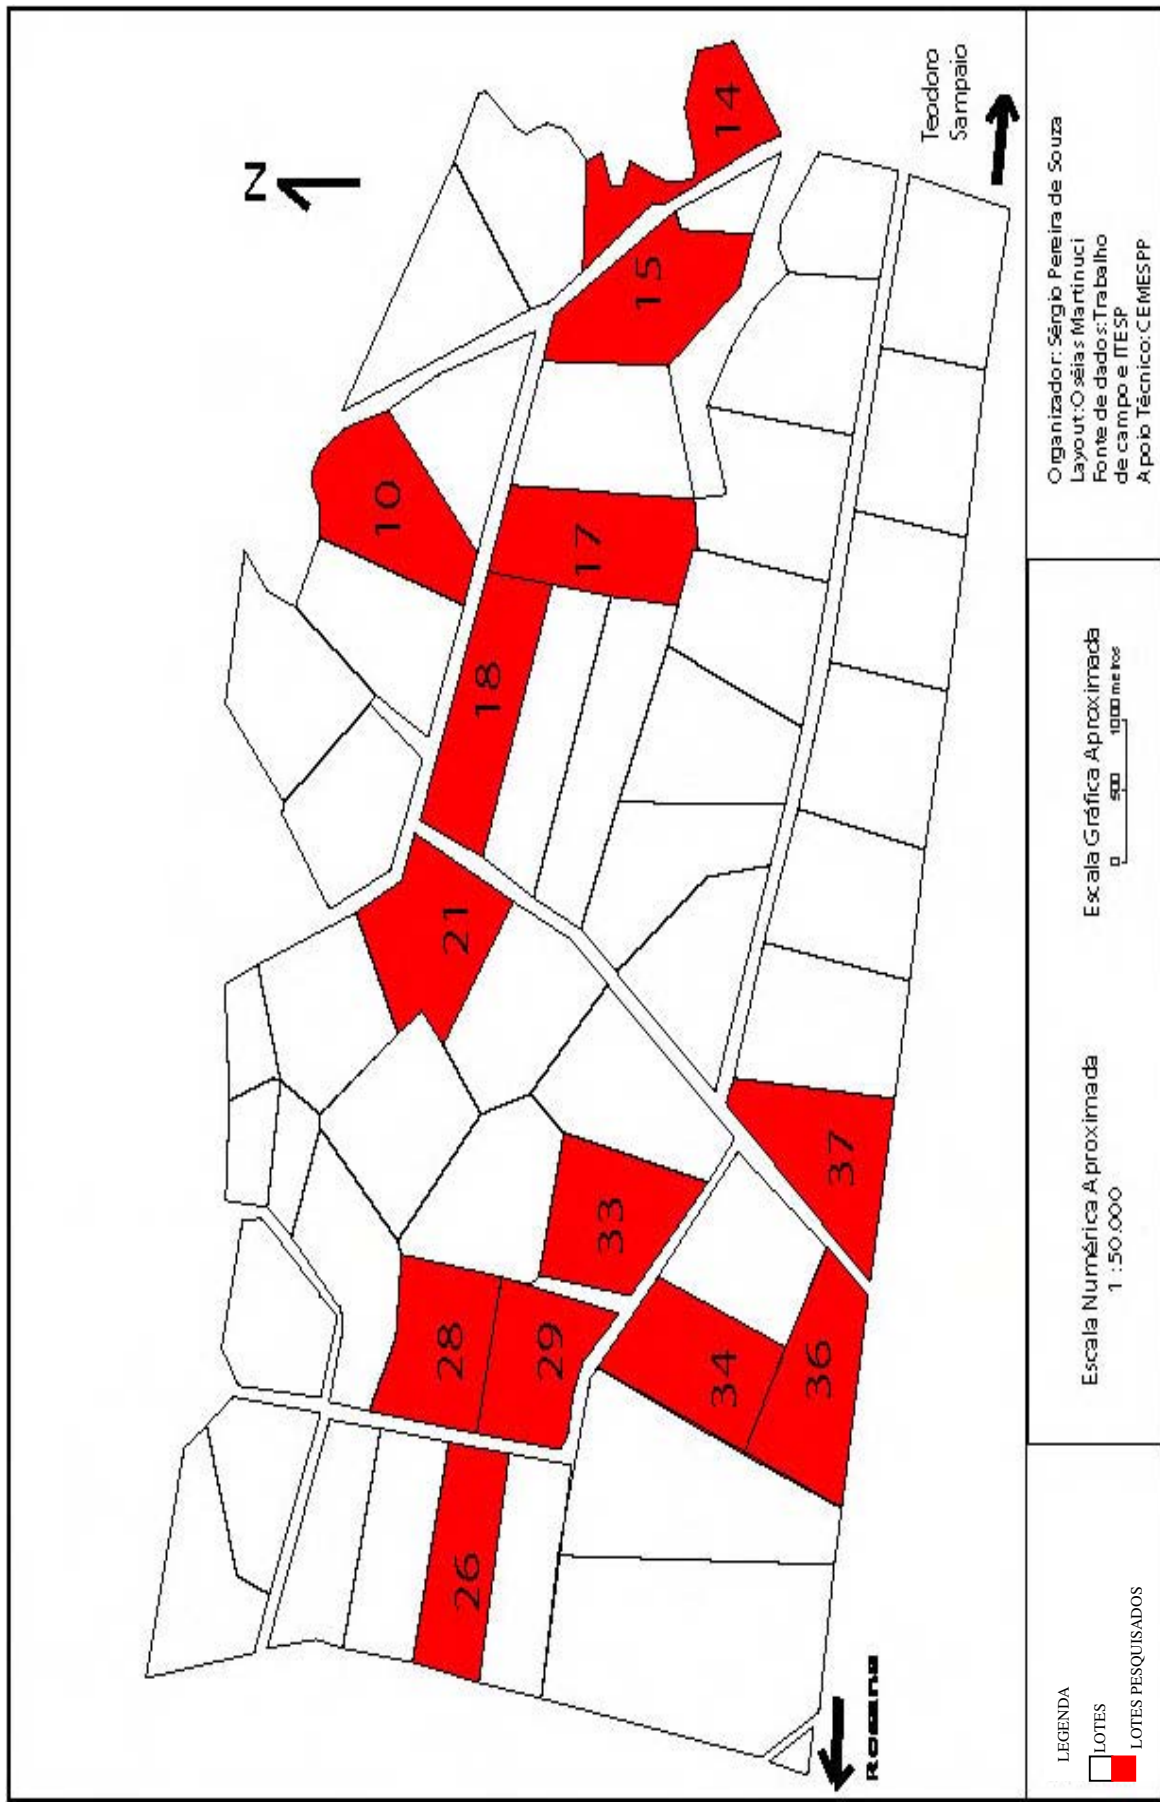 N
10
14
15
17
18
21
28
33
29
26
34
36
37
Teodoro
Sampaio
Rosana
LEGENDA
LOTES
LOTES PESQUISADOS
Escala Numérica Aproximada
1:50.000
Escala Gráfica Aproximada
0 500 1000 metros
Organizador: Sérgio Pereira de Souza
Layout: Oséias Martinuci
Fonte de dados: Trabalho
de campo e ITESP
Apoio Técnico: CEMESPP